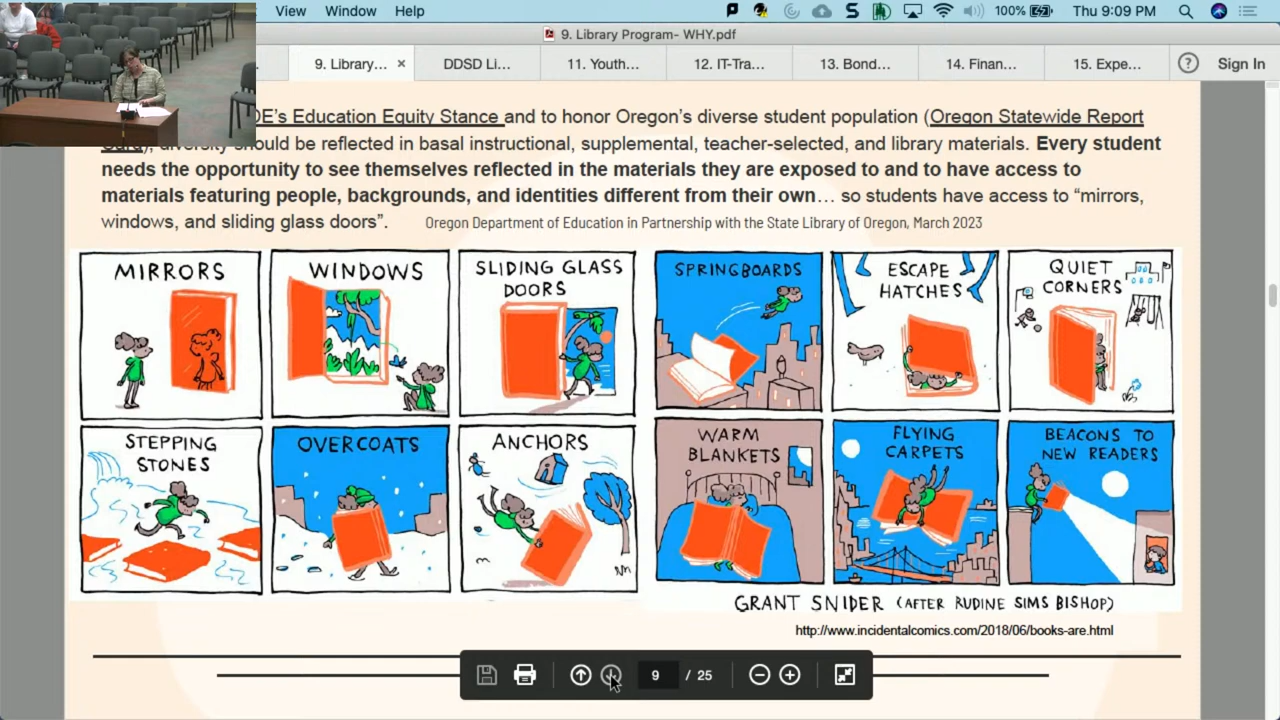 View Window Help 100% Thu 9:09 PM
9. Library Program- WHY.pdf
9. Library... × DDSD Li... 11. Youth... 12. IT-Tra... 13. Bond... 14. Finan... 15. Expe... ? Sign In
DE's Education Equity Stance and to honor Oregon's diverse student population (Oregon Statewide Report
diversity should be reflected in basal instructional, supplemental, teacher-selected, and library materials. Every student
needs the opportunity to see themselves reflected in the materials they are exposed to and to have access to
materials featuring people, backgrounds, and identities different from their own… so students have access to “mirrors,
windows, and sliding glass doors”. Oregon Department of Education in Partnership with the State Library of Oregon, March 2023
MIRRORS
WINDOWS
SLIDING GLASS
DOORS
SPRINGBOARDS
ESCAPE
HATCHES
QUIET
CORNERS
STEPPING
STONES
OVERCOATS
ANCHORS
WARM
BLANKETS
FLYING
CARPETS
BEACONS TO
NEW READERS
GRANT SNIDER (AFTER RUDINE SIMS BISHOP)
http://www.incidentalcomics.com/2018/06/books-are.html
9 / 25